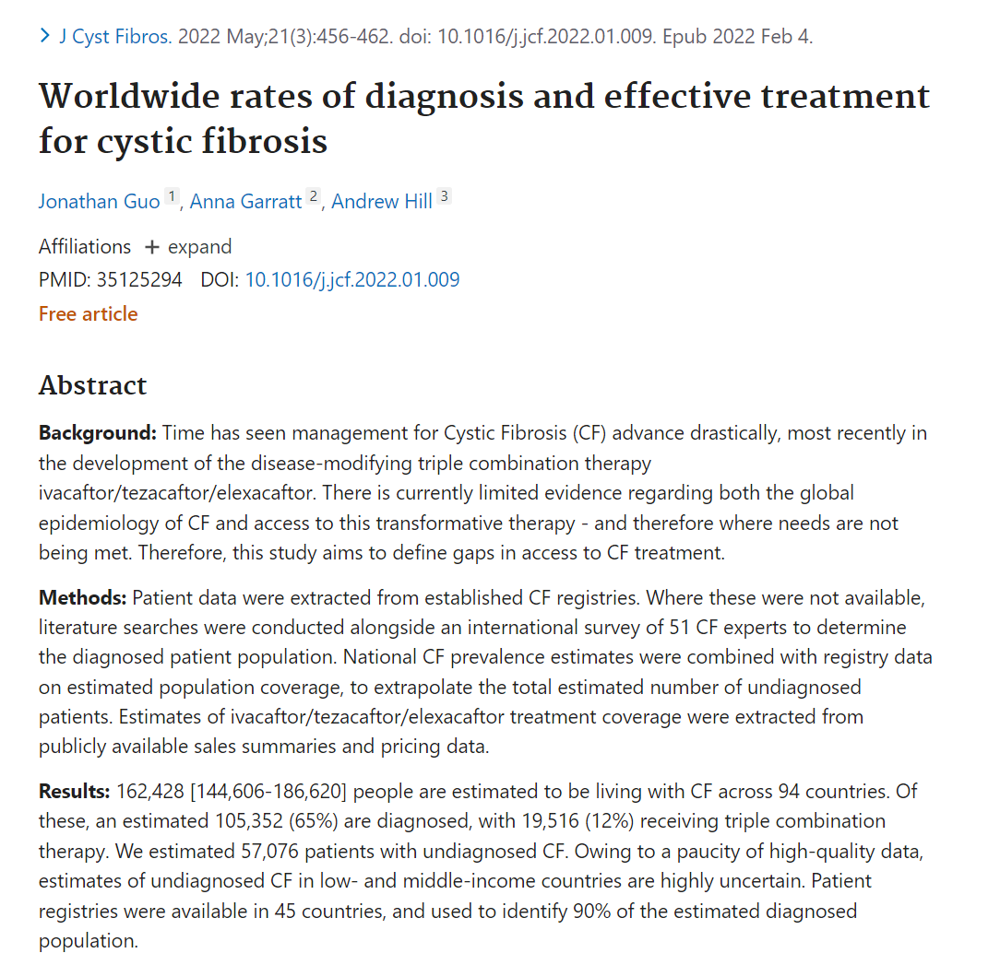 J Cyst Fibros. 2022 May;21(3):456-462. doi: 10.1016/j.jcf.2022.01.009. Epub 2022 Feb 4.
Worldwide rates of diagnosis and effective treatment
for cystic fibrosis
Jonathan Guo 1, Anna Garratt 2, Andrew Hill 3
Affiliations + expand
PMID: 35125294 DOI: 10.1016/j.jcf.2022.01.009
Free article
Abstract
Background: Time has seen management for Cystic Fibrosis (CF) advance drastically, most recently in
the development of the disease-modifying triple combination therapy
ivacaftor/tezacaftor/elexacaftor. There is currently limited evidence regarding both the global
epidemiology of CF and access to this transformative therapy - and therefore where needs are not
being met. Therefore, this study aims to define gaps in access to CF treatment.
Methods: Patient data were extracted from established CF registries. Where these were not available,
literature searches were conducted alongside an international survey of 51 CF experts to determine
the diagnosed patient population. National CF prevalence estimates were combined with registry data
on estimated population coverage, to extrapolate the total estimated number of undiagnosed
patients. Estimates of ivacaftor/tezacaftor/elexacaftor treatment coverage were extracted from
publicly available sales summaries and pricing data.
Results: 162,428 [144,606-186,620] people are estimated to be living with CF across 94 countries. Of
these, an estimated 105,352 (65%) are diagnosed, with 19,516 (12%) receiving triple combination
therapy. We estimated 57,076 patients with undiagnosed CF. Owing to a paucity of high-quality data,
estimates of undiagnosed CF in low- and middle-income countries are highly uncertain. Patient
registries were available in 45 countries, and used to identify 90% of the estimated diagnosed
population.